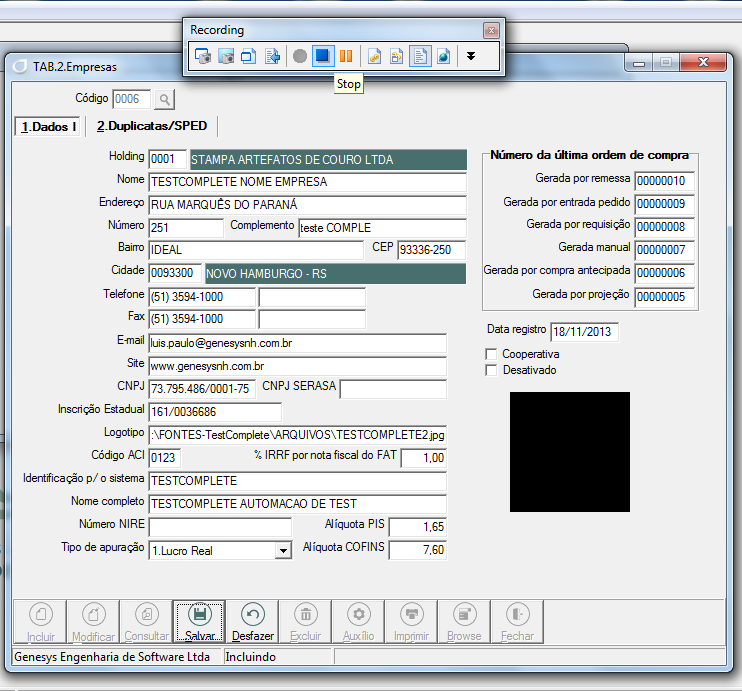 Recording
Stop
TAB.2.Empresas
Código 0006
1.Dados I 2.Duplicatas/SPED
Holding 0001 STAMPA ARTEFATOS DE COURO LTDA
Nome TESTCOMPLETE NOME EMPRESA
Endereço RUA MARQUÊS DO PARANÁ
Número 251 Complemento teste COMPLE
Bairro IDEAL CEP 93336-250
Cidade 0093300 NOVO HAMBURGO - RS
Telefone (51) 3594-1000
Fax (51) 3594-1000
E-mail luis.paulo@genesysnh.com.br
Site www.genesysnh.com.br
CNPJ 73.795.486/0001-75 CNPJ SERASA
Inscrição Estadual 161/0036686
Logotipo :\FONTES-TestComplete\ARQUIVOS\TESTCOMPLETE2.jpg
Código ACI 0123 % IRRF por nota fiscal do FAT 1,00
Identificação p/ o sistema TESTCOMPLETE
Nome completo TESTCOMPLETE AUTOMACAO DE TEST
Número NIRE Alíquota PIS 1,65
Tipo de apuração 1.Lucro Real Alíquota COFINS 7,60
Número da última ordem de compra
Gerada por remessa 00000010
Gerada por entrada pedido 00000009
Gerada por requisição 00000008
Gerada manual 00000007
Gerada por compra antecipada 00000006
Gerada por projeção 00000005
Data registro 18/11/2013
Cooperativa
Desativado
Incluir Modificar Consultar Salvar Desfazer Excluir Auxílio Imprimir Browse Fechar
Genesys Engenharia de Software Ltda Incluindo